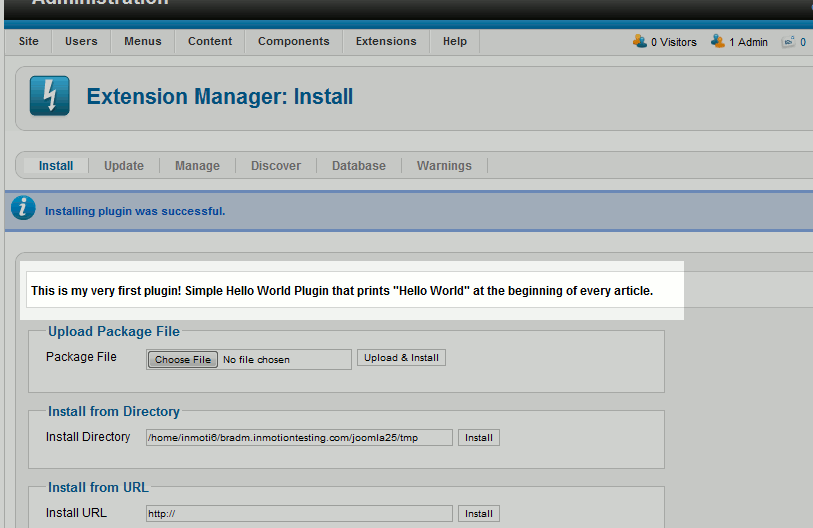 Administration
Site Users Menus Content Components Extensions Help 0 Visitors 1 Admin 0
Extension Manager: Install
Install Update Manage Discover Database Warnings
Installing plugin was successful.
This is my very first plugin! Simple Hello World Plugin that prints "Hello World" at the beginning of every article.
Upload Package File
Package File Choose File No file chosen Upload & Install
Install from Directory
Install Directory /home/inmoti6/bradm.inmotiontesting.com/joomla25/tmp Install
Install from URL
Install URL http:// Install